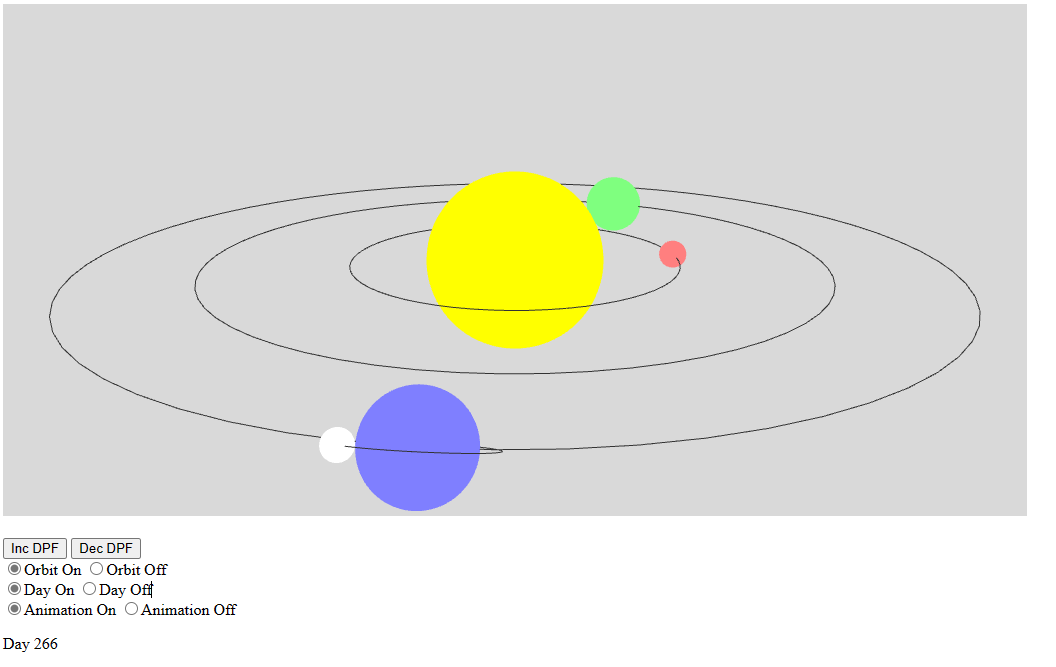 Inc DPF Dec DPF
Orbit On Orbit Off
Day On Day Off
Animation On Animation Off
Day 266